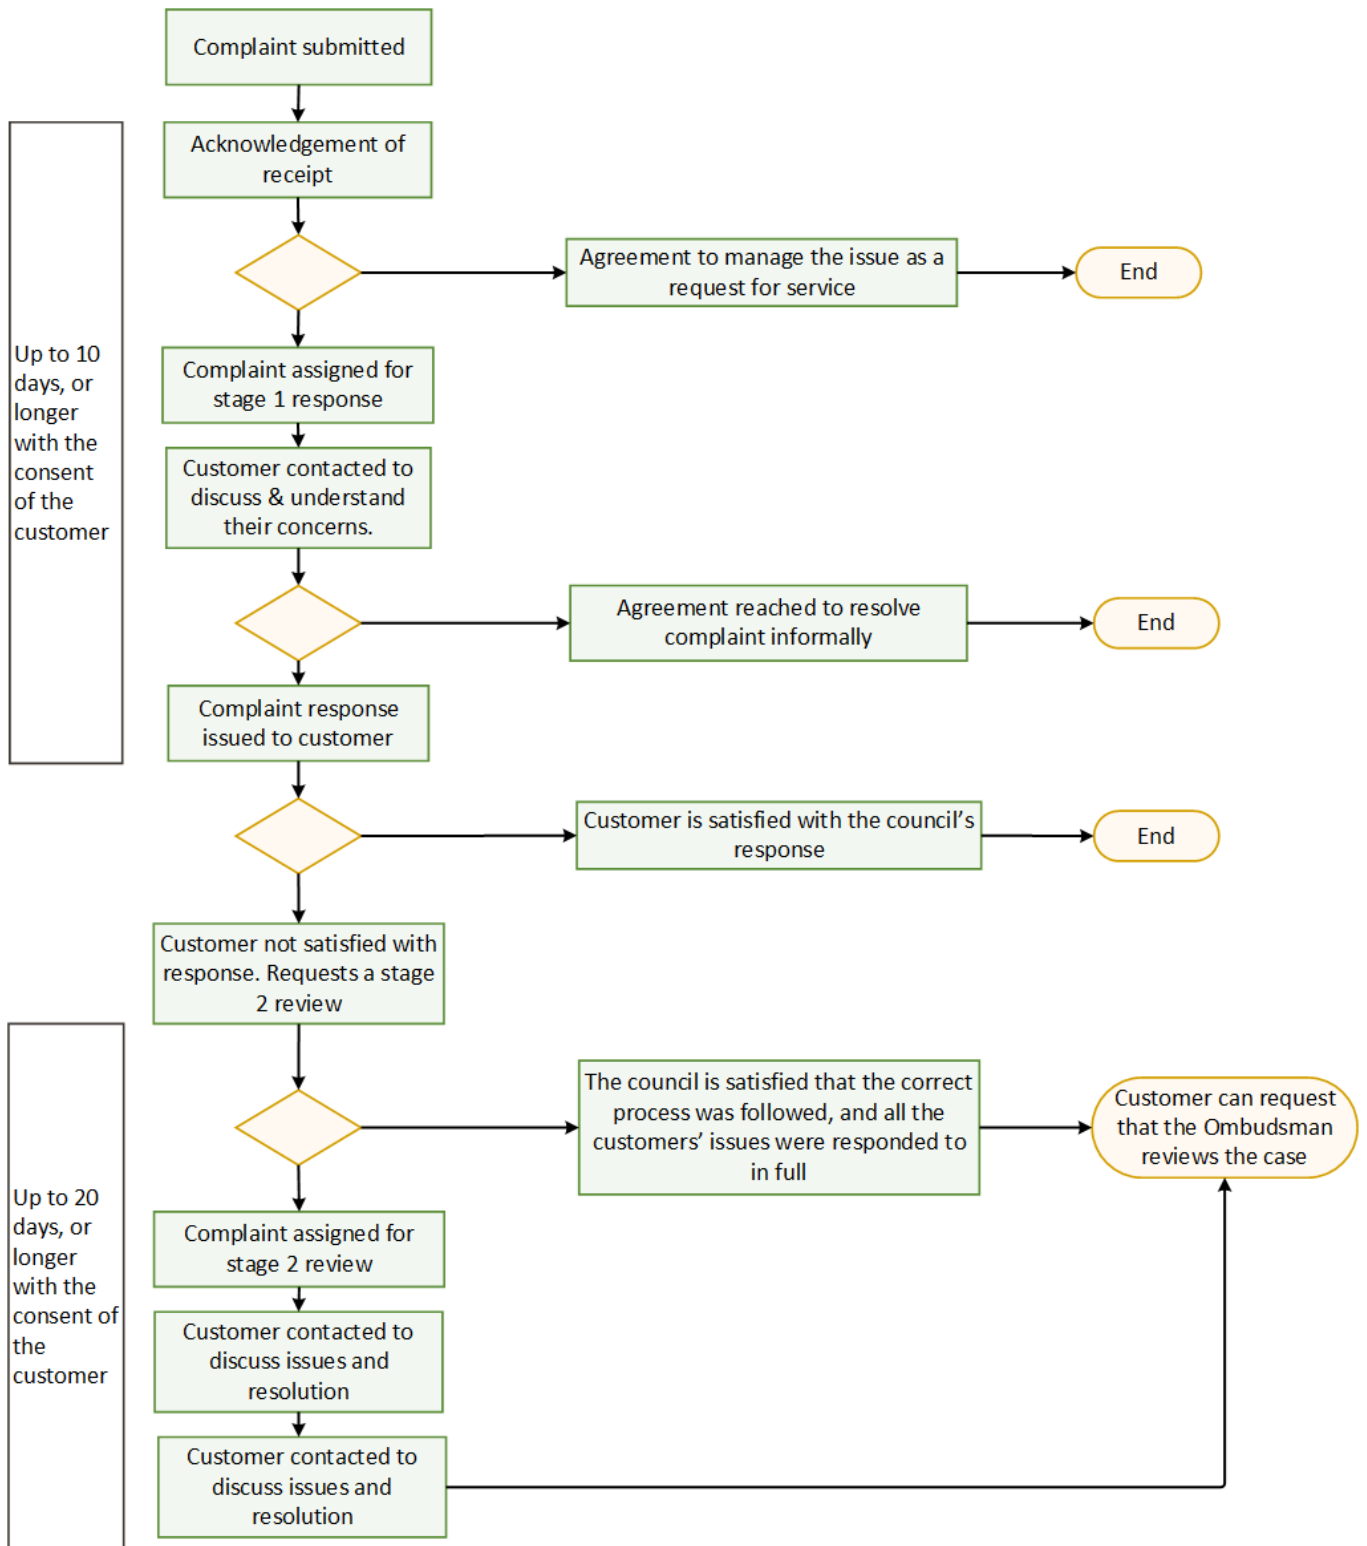 Complaint submitted
Acknowledgement of
receipt
Agreement to manage the issue as a
request for service
End
Up to 10
days, or
longer
with the
consent
of the
customer
Complaint assigned for
stage 1 response
Customer contacted to
discuss & understand
their concerns.
Agreement reached to resolve
complaint informally
End
Complaint response
issued to customer
Customer is satisfied with the council’s
response
End
Customer not satisfied with
response. Requests a stage
2 review
The council is satisfied that the correct
process was followed, and all the
customers’ issues were responded to
in full
Customer can request
that the Ombudsman
reviews the case
Up to 20
days, or
longer
with the
consent of
the
customer
Complaint assigned for
stage 2 review
Customer contacted to
discuss issues and
resolution
Customer contacted to
discuss issues and
resolution